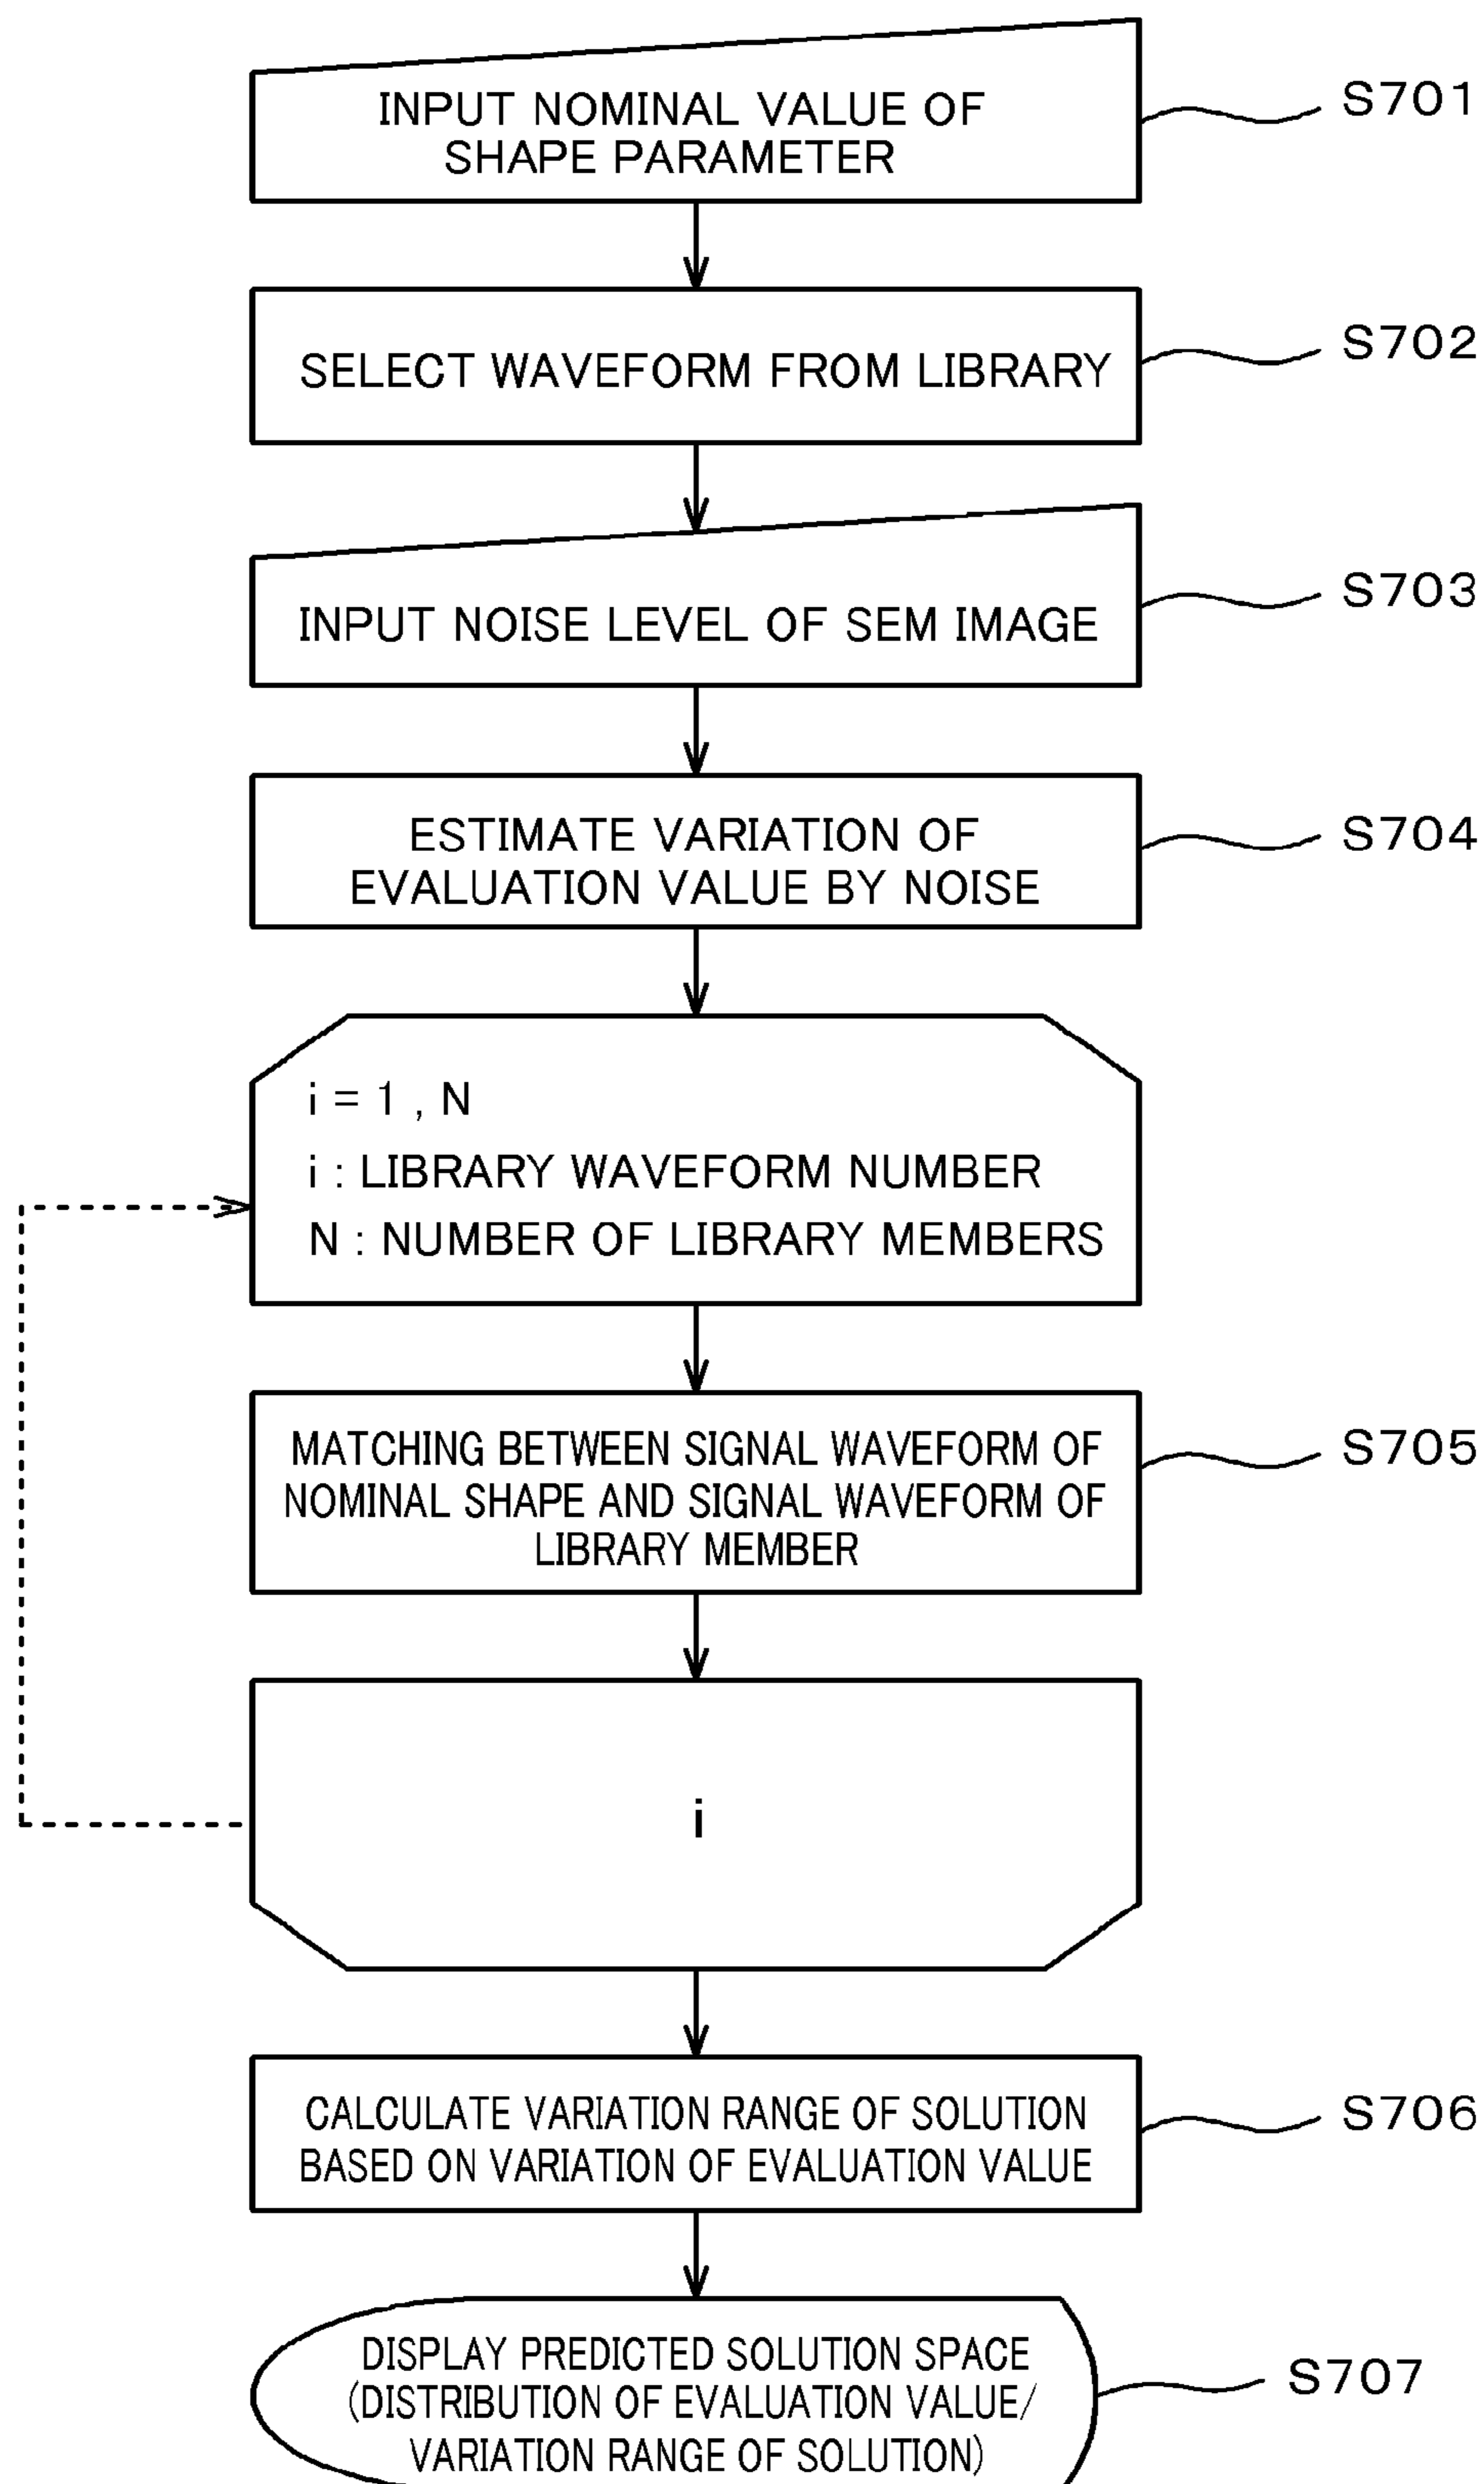 INPUT NOMINAL VALUE OF
SHAPE PARAMETER
S701
SELECT WAVEFORM FROM LIBRARY
S702
INPUT NOISE LEVEL OF SEM IMAGE
S703
ESTIMATE VARIATION OF
EVALUATION VALUE BY NOISE
S704
i = 1 , N
i : LIBRARY WAVEFORM NUMBER
N : NUMBER OF LIBRARY MEMBERS
MATCHING BETWEEN SIGNAL WAVEFORM OF
NOMINAL SHAPE AND SIGNAL WAVEFORM OF
LIBRARY MEMBER
S705
i
CALCULATE VARIATION RANGE OF SOLUTION
BASED ON VARIATION OF EVALUATION VALUE
S706
DISPLAY PREDICTED SOLUTION SPACE
(DISTRIBUTION OF EVALUATION VALUE/
VARIATION RANGE OF SOLUTION)
S707